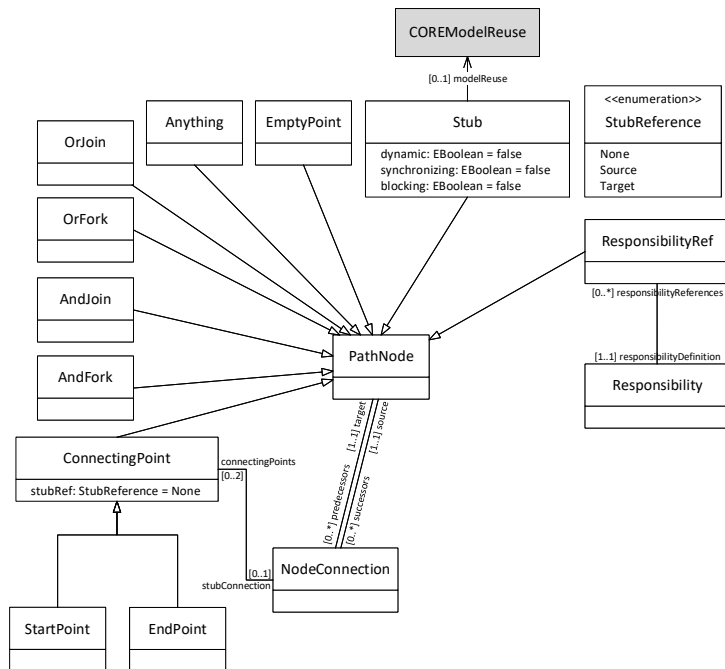 COREModelReuse
[0..1] modelReuse
Anything
EmptyPoint
Stub
dynamic: EBoolean = false
synchronizing: EBoolean = false
blocking: EBoolean = false
<<enumeration>>
StubReference
None
Source
Target
OrJoin
OrFork
AndJoin
AndFork
ResponsibilityRef
[0..*] responsibilityReferences
[1..1] responsibilityDefinition
Responsibility
PathNode
[1..1] target
[1..1] source
[0..*] predecessors
[0..*] successors
ConnectingPoint
stubRef: StubReference = None
connectingPoints
[0..2]
[0..1]
stubConnection
NodeConnection
StartPoint
EndPoint